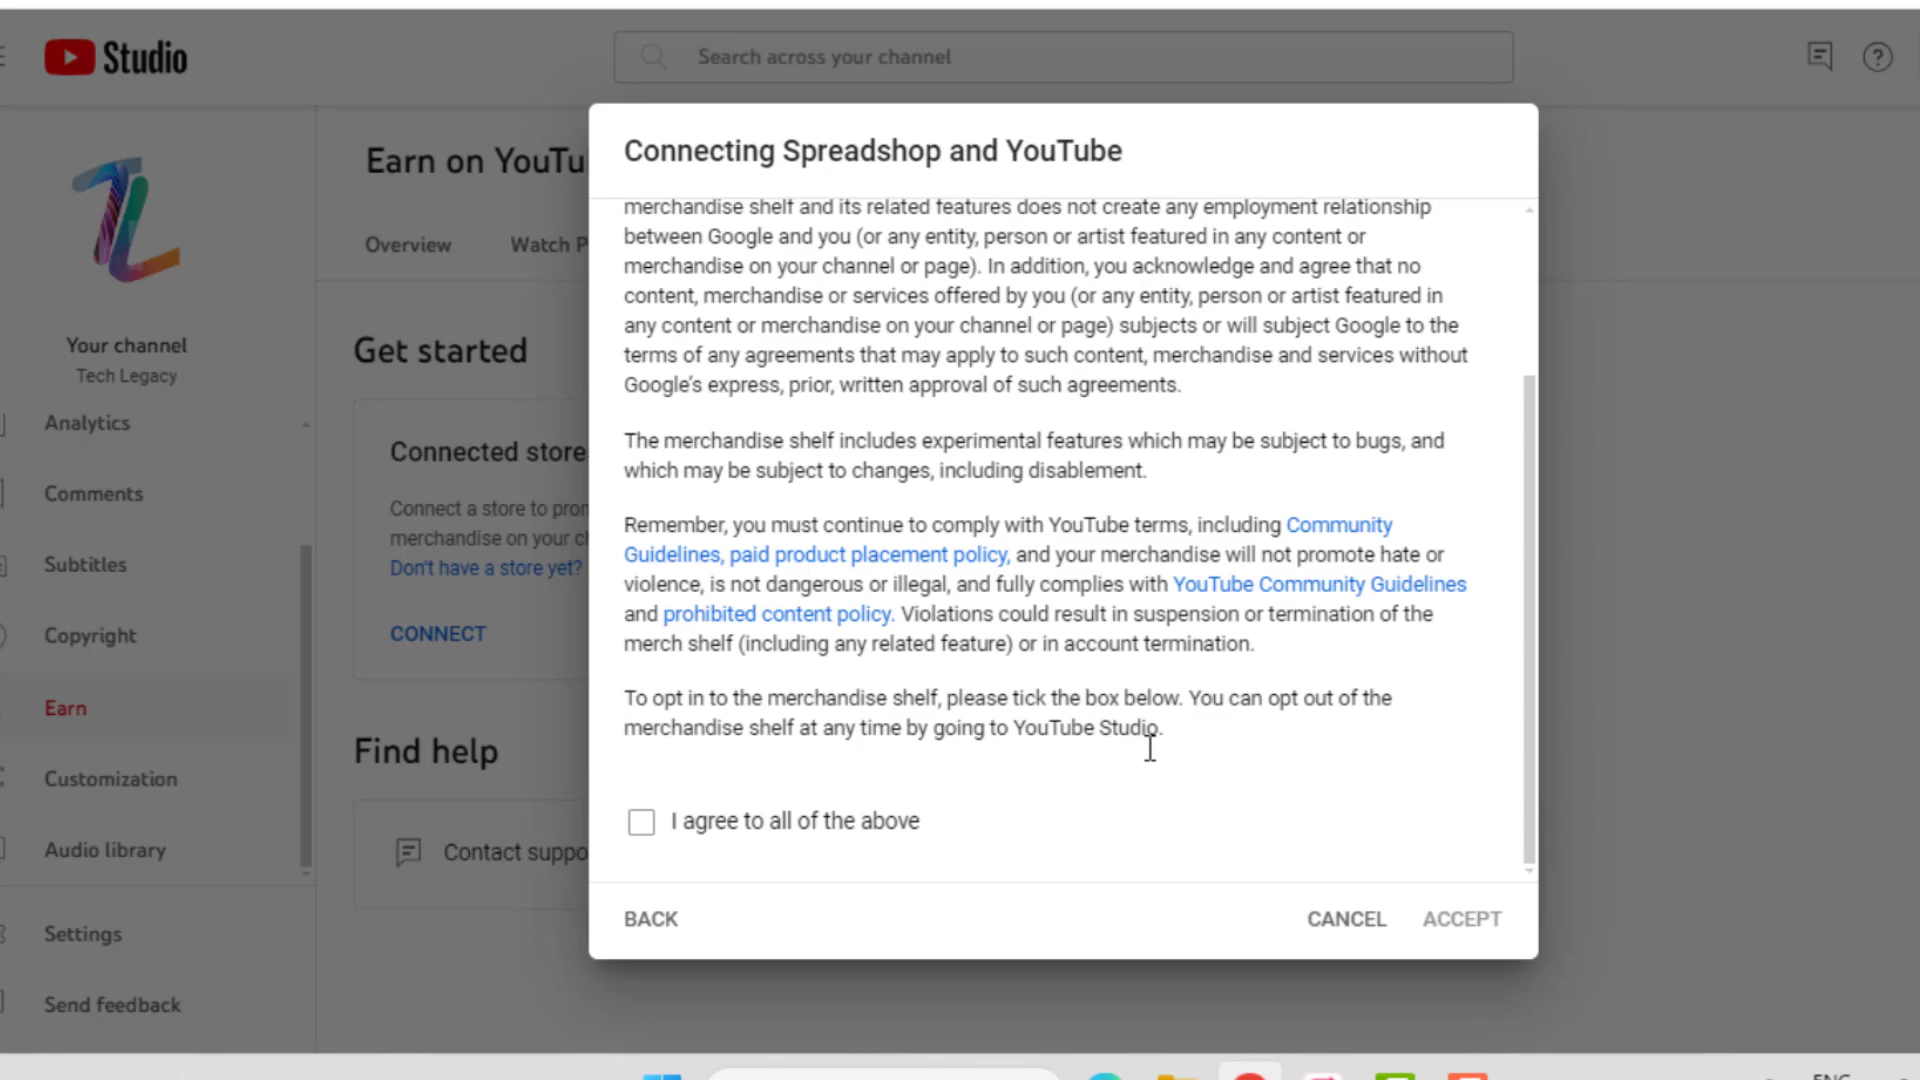 Studio
Search across your channel
Your channel
Tech Legacy
Analytics
Comments
Subtitles
Copyright
Earn
Customization
Audio library
Settings
Send feedback
Earn on YouTu
Overview
Watch P
Get started
Connected store
Connect a store to pron
merchandise on your ch
Don't have a store yet?
CONNECT
Find help
Contact suppo
Connecting Spreadshop and YouTube
merchandise shelf and its related features does not create any employment relationship
between Google and you (or any entity, person or artist featured in any content or
merchandise on your channel or page). In addition, you acknowledge and agree that no
content, merchandise or services offered by you (or any entity, person or artist featured in
any content or merchandise on your channel or page) subjects or will subject Google to the
terms of any agreements that may apply to such content, merchandise and services without
Google's express, prior, written approval of such agreements.
The merchandise shelf includes experimental features which may be subject to bugs, and
which may be subject to changes, including disablement.
Remember, you must continue to comply with YouTube terms, including Community
Guidelines, paid product placement policy, and your merchandise will not promote hate or
violence, is not dangerous or illegal, and fully complies with YouTube Community Guidelines
and prohibited content policy. Violations could result in suspension or termination of the
merch shelf (including any related feature) or in account termination.
To opt in to the merchandise shelf, please tick the box below. You can opt out of the
merchandise shelf at any time by going to YouTube Studio.
I agree to all of the above
BACK
CANCEL
ACCEPT
ENG